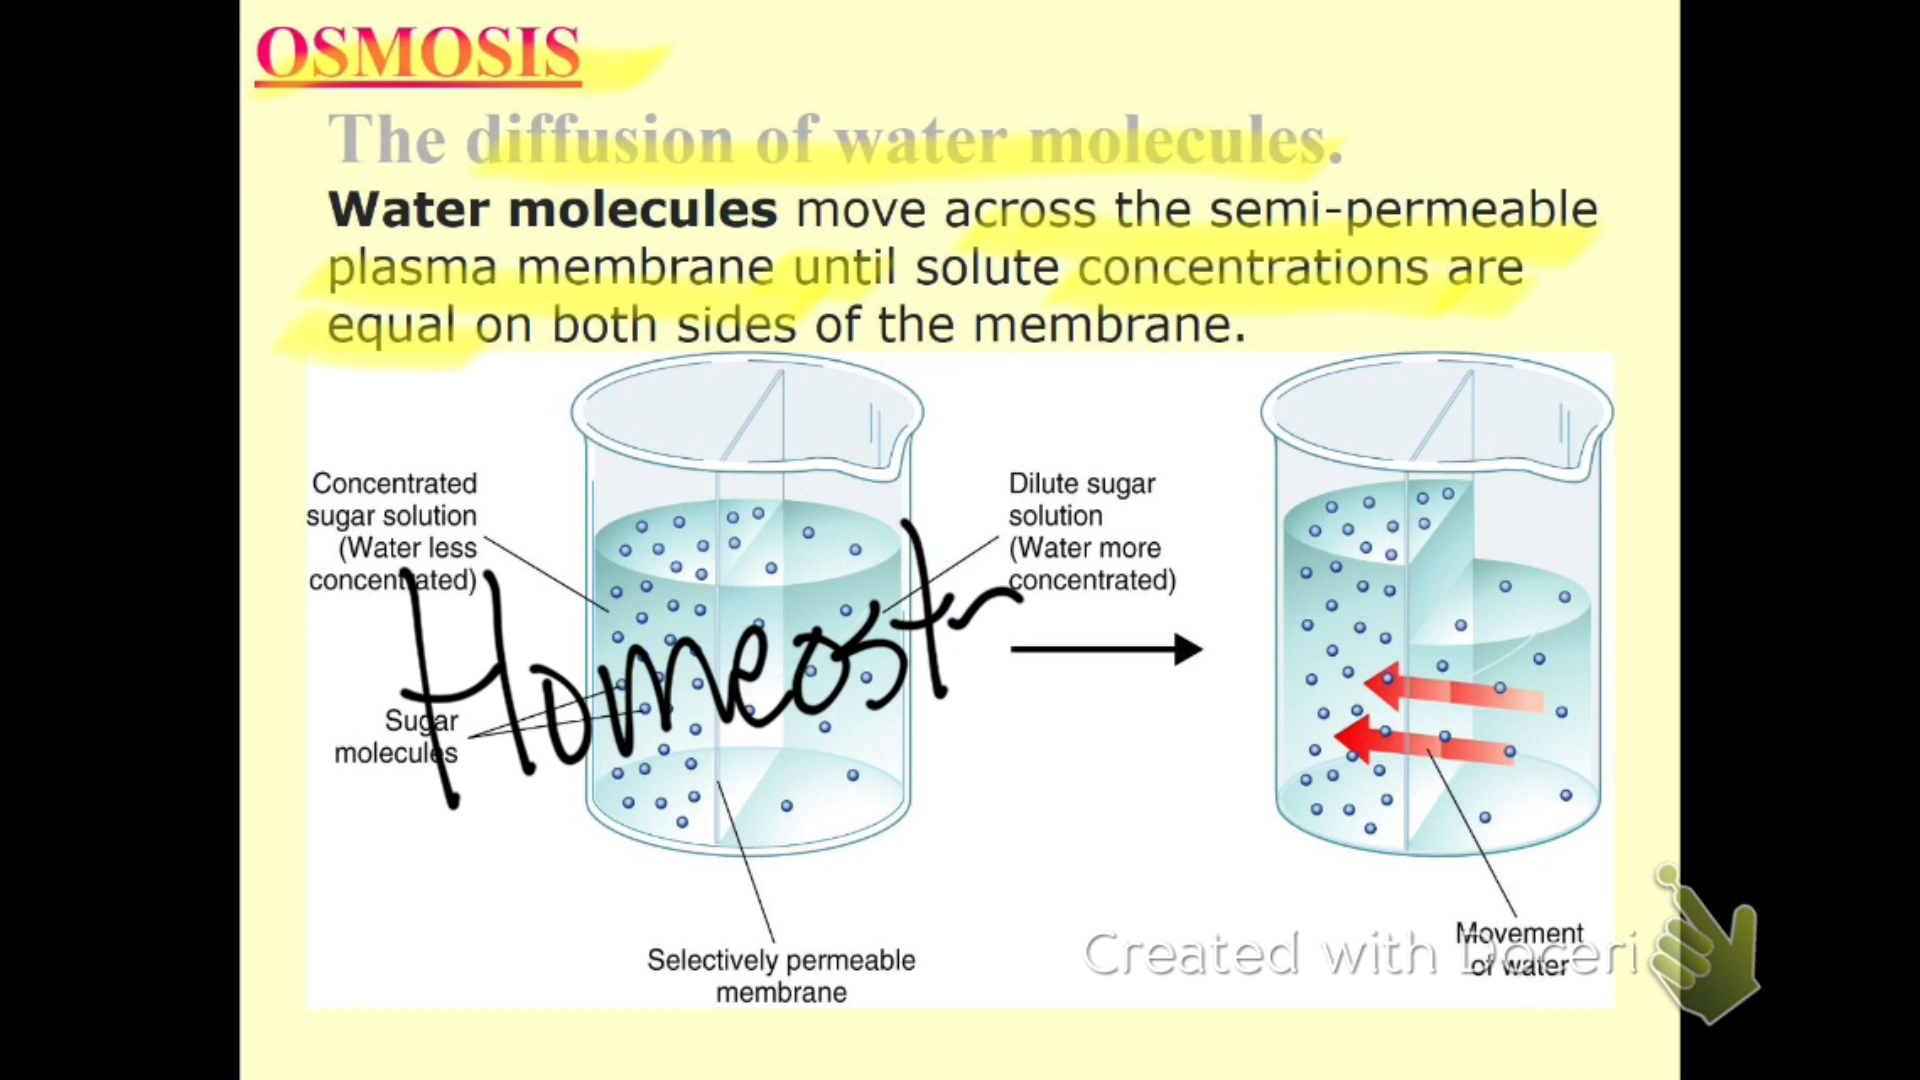 OSMOSIS
The diffusion of water molecules.
Water molecules move across the semi-permeable
plasma membrane until solute concentrations are
equal on both sides of the membrane.
Concentrated
sugar solution
(Water less
concentrated)
Dilute sugar
solution
(Water more
concentrated)
Homeost
Sugar
molecules
Selectively permeable
membrane
Movement
of water
Created with Doceri